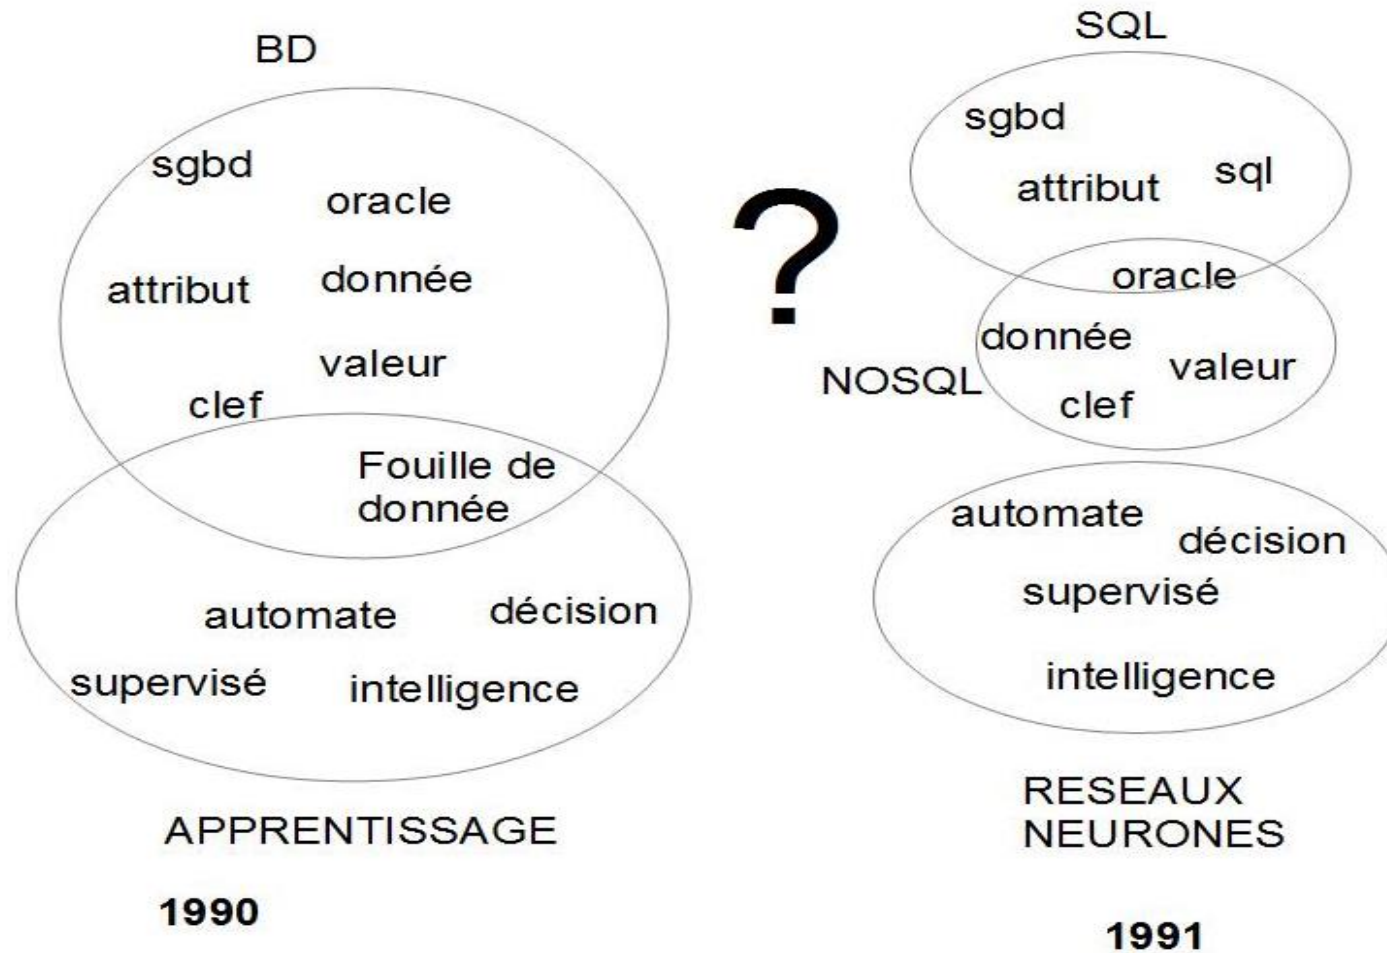 BD
sgbd
oracle
attribut
donnée
valeur
clef
Fouille de
donnée
automate
décision
supervisé
intelligence
APPRENTISSAGE
1990
?
SQL
sgbd
sql
attribut
oracle
donnée
valeur
NOSQL
clef
automate
décision
supervisé
intelligence
RESEAUX
NEURONES
1991